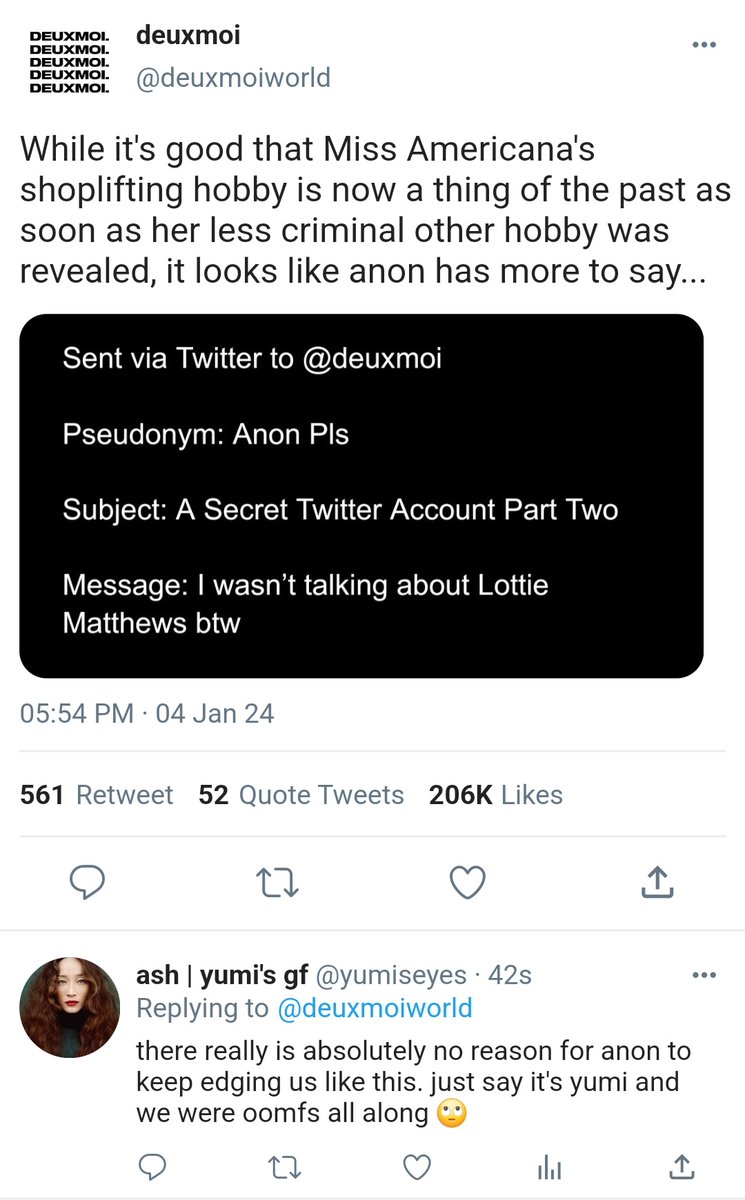 DEUXMOI.
DEUXMOI.
DEUXMOI.
DEUXMOI.
DEUXMOI.
deuxmoi
@deuxmoiworld
While it's good that Miss Americana's
shoplifting hobby is now a thing of the past as
soon as her less criminal other hobby was
revealed, it looks like anon has more to say...
Sent via Twitter to @deuxmoi
Pseudonym: Anon Pls
Subject: A Secret Twitter Account Part Two
Message: I wasn’t talking about Lottie
Matthews btw
05:54 PM · 04 Jan 24
561 Retweet 52 Quote Tweets 206K Likes
ash | yumi's gf @yumiseyes · 42s
Replying to @deuxmoiworld
there really is absolutely no reason for anon to
keep edging us like this. just say it's yumi and
we were oomfs all along 🙄